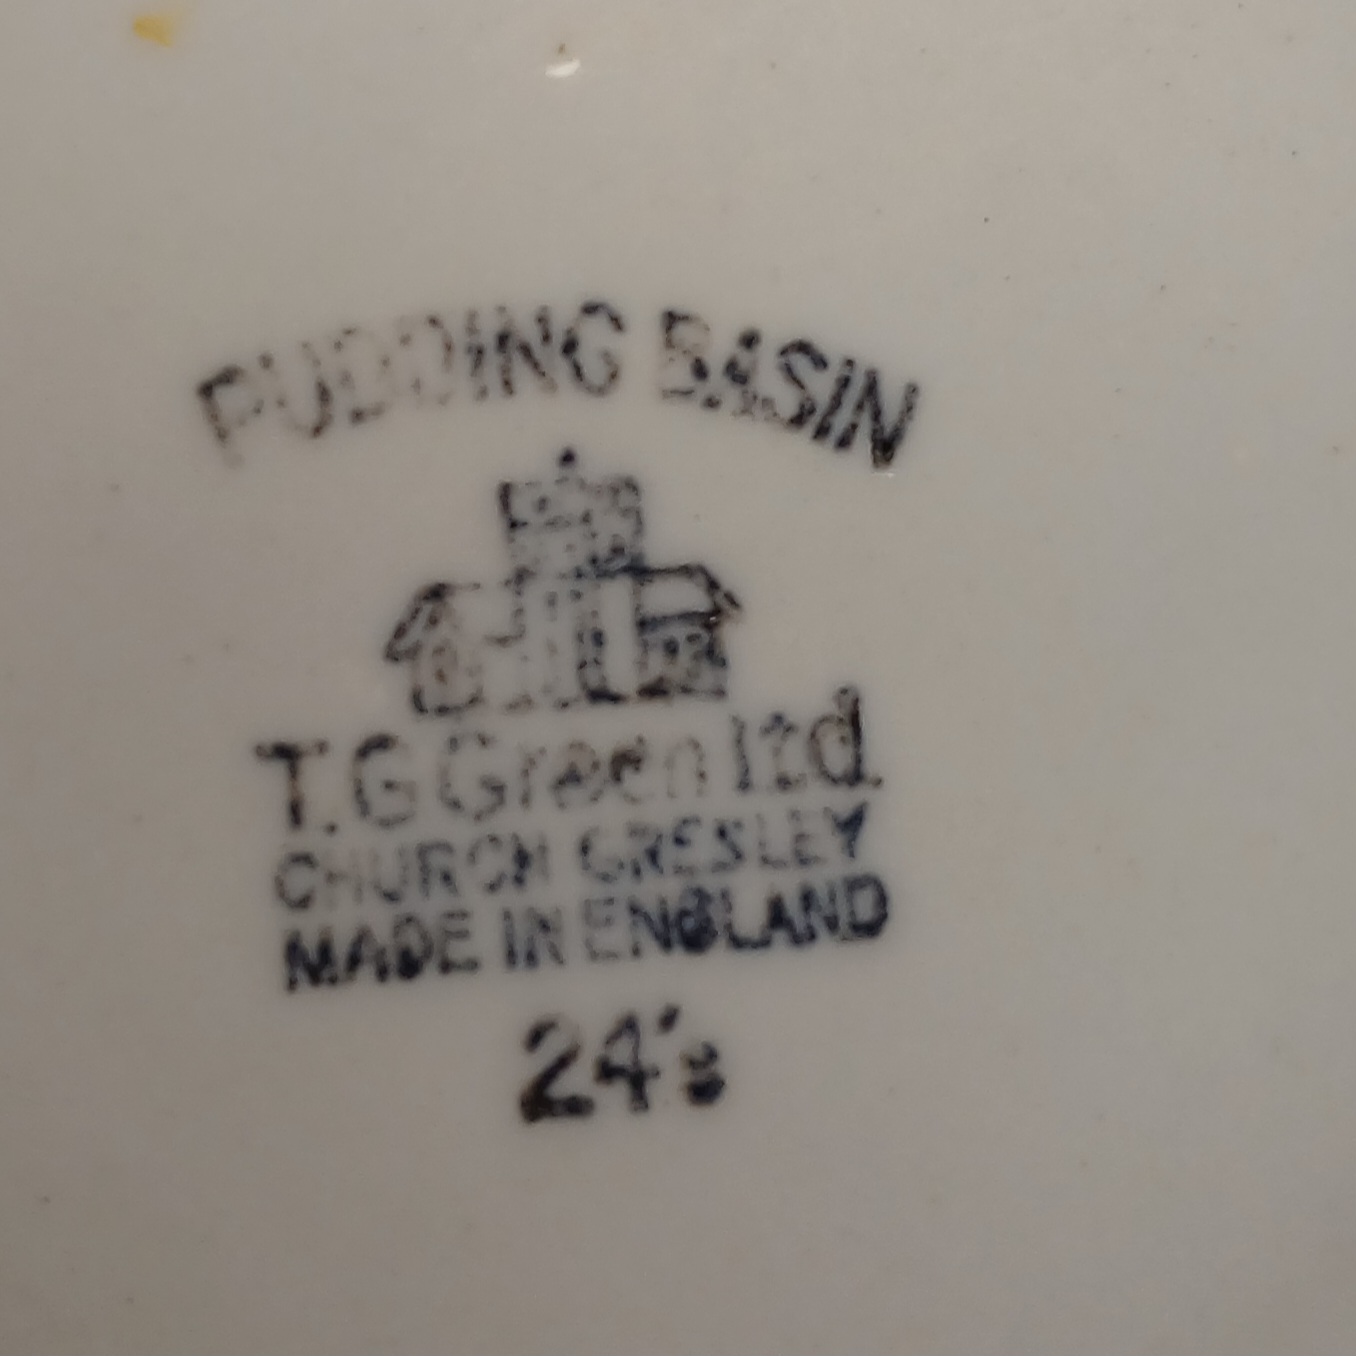 PUDDING BASIN
T.G Green Ltd.
CHURCH GRESLEY
MADE IN ENGLAND
24's